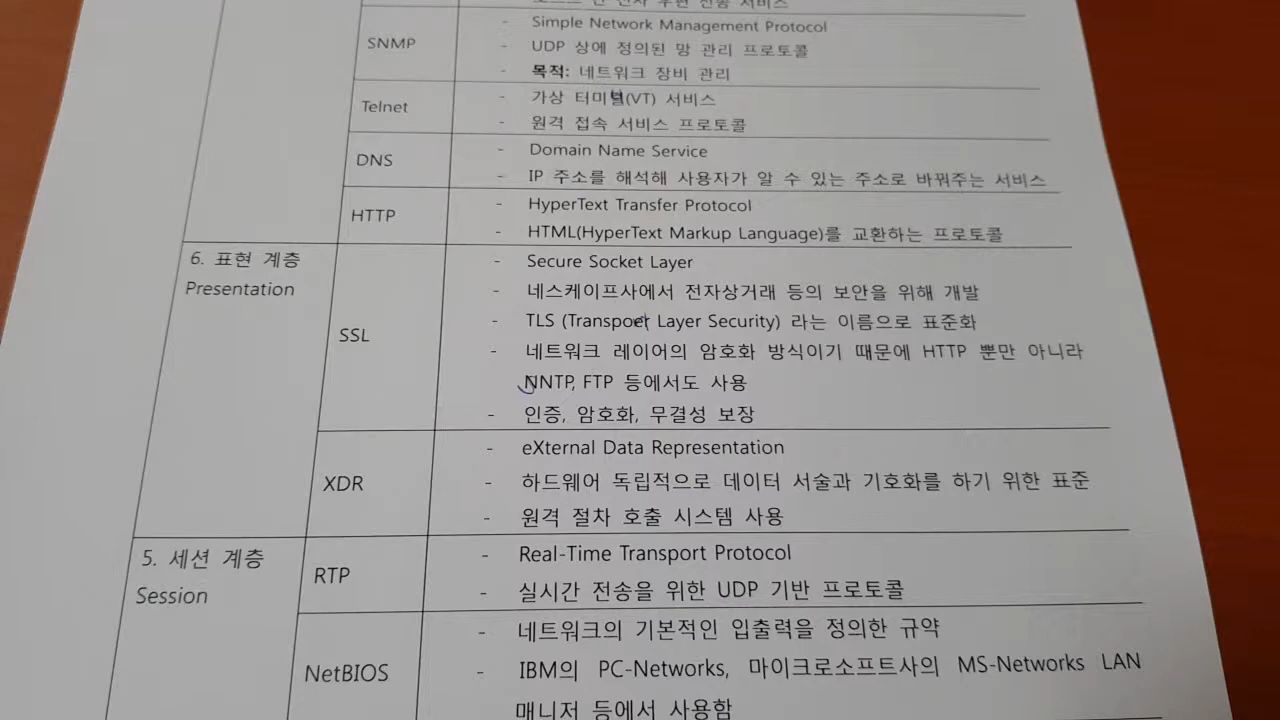 SNMP
- Simple Network Management Protocol
- UDP 상에 정의된 망 관리 프로토콜
- 목적: 네트워크 장비 관리
Telnet
- 가상 터미널(VT) 서비스
- 원격 접속 서비스 프로토콜
DNS
- Domain Name Service
- IP 주소를 해석해 사용자가 알 수 있는 주소로 바꿔주는 서비스
HTTP
- HyperText Transfer Protocol
- HTML(HyperText Markup Language)를 교환하는 프로토콜
6. 표현 계층
Presentation
SSL
- Secure Socket Layer
- 네스케이프사에서 전자상거래 등의 보안을 위해 개발
- TLS (Transpoer Layer Security) 라는 이름으로 표준화
- 네트워크 레이어의 암호화 방식이기 때문에 HTTP 뿐만 아니라
NNTP, FTP 등에서도 사용
- 인증, 암호화, 무결성 보장
XDR
- eXternal Data Representation
- 하드웨어 독립적으로 데이터 서술과 기호화를 하기 위한 표준
- 원격 절차 호출 시스템 사용
5. 세션 계층
Session
RTP
- Real-Time Transport Protocol
- 실시간 전송을 위한 UDP 기반 프로토콜
NetBIOS
- 네트워크의 기본적인 입출력을 정의한 규약
- IBM의 PC-Networks, 마이크로소프트사의 MS-Networks LAN
매니저 등에서 사용함